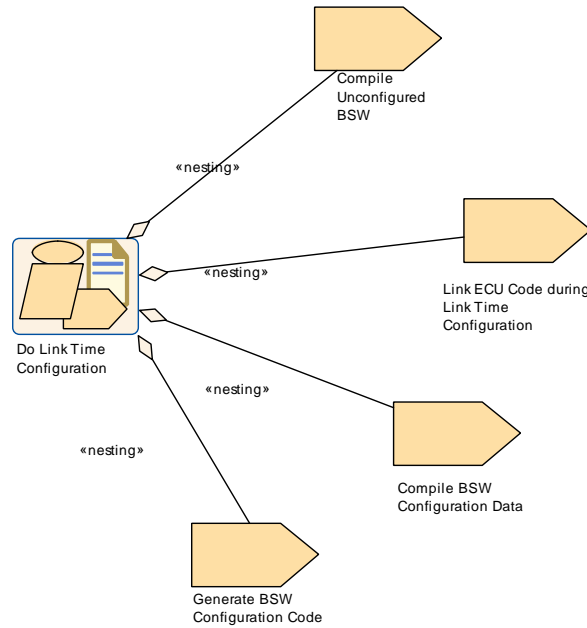 Compile
Unconfigured
BSW
«nesting»
«nesting»
Link ECU Code during
Link Time
Configuration
Do Link Time
Configuration
«nesting»
«nesting»
Compile BSW
Configuration Data
Generate BSW
Configuration Code